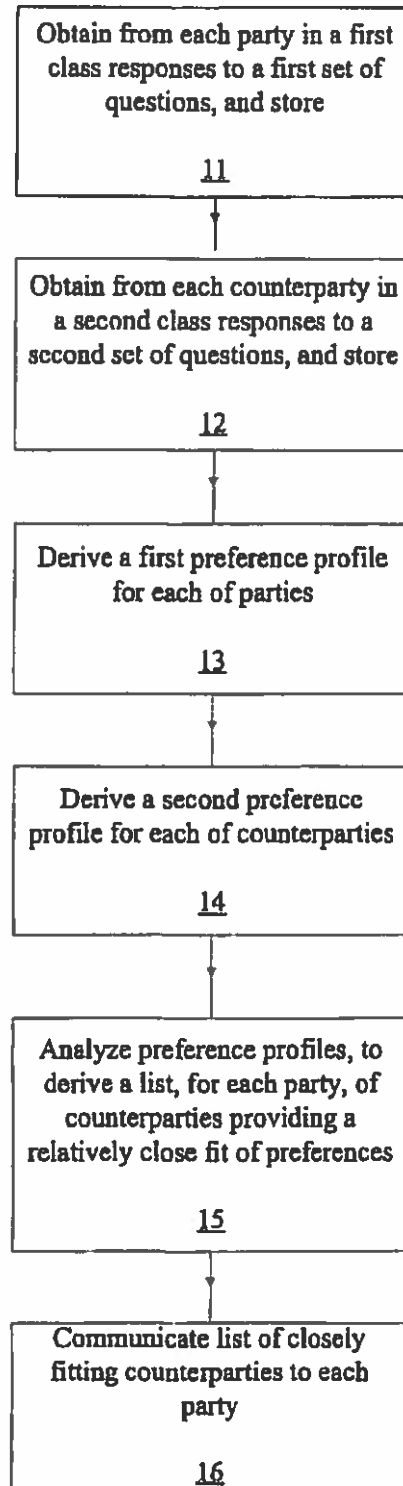 Obtain from each party in a first
class responses to a first set of
questions, and store
11
Obtain from each counterparty in
a second class responses to a
second set of questions, and store
12
Derive a first preference profile
for each of parties
13
Derive a second preference
profile for each of counterparties
14
Analyze preference profiles, to
derive a list, for each party, of
counterparties providing a
relatively close fit of preferences
15
Communicate list of closely
fitting counterparties to each
party
16